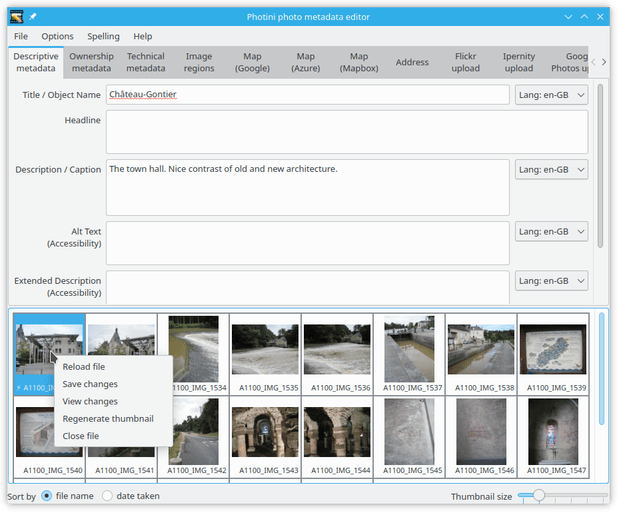 Photini photo metadata editor
File Options Spelling Help
Descriptive metadata
Ownership metadata
Technical metadata
Image regions
Map (Google)
Map (Azure)
Map (Mapbox)
Address
Flickr upload
Ipernity upload
Goog
Photos u
Title / Object Name Château-Gontier Lang: en-GB
Headline
Description / Caption The town hall. Nice contrast of old and new architecture. Lang: en-GB
Alt Text (Accessibility) Lang: en-GB
Extended Description (Accessibility) Lang: en-GB
A1100_I
A1100_IMG_1534
A1100_IMG_1535
A1100_IMG_1536
A1100_IMG_1537
A1100_IMG_1538
A1100_IMG_1539
Reload file
Save changes
View changes
Regenerate thumbnail
Close file
A1100_IMG_1540
A1100_IMG_1541
A1100_IMG_1542
A1100_IMG_1543
A1100_IMG_1544
A1100_IMG_1545
A1100_IMG_1546
A1100_IMG_1547
Sort by file name date taken Thumbnail size